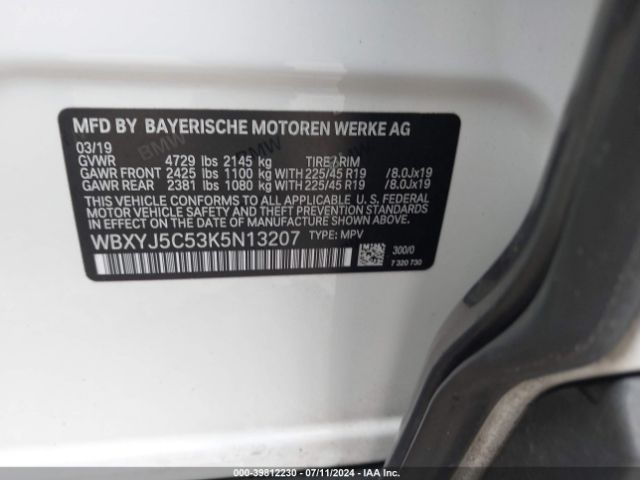 MFD BY BAYERISCHE MOTOREN WERKE AG
03/19
GVWR 4729 lbs 2145 kg TIRE / RIM
GAWR FRONT 2425 lbs 1100 kg WITH 225/45 R19 /8.0Jx19
GAWR REAR 2381 lbs 1080 kg WITH 225/45 R19 /8.0Jx19
THIS VEHICLE CONFORMS TO ALL APPLICABLE U.S. FEDERAL
MOTOR VEHICLE SAFETY, BUMPER, AND THEFT PREVENTION
STANDARDS IN EFFECT ON THE DATE OF MANUFACTURE SHOWN ABOVE.
WBXYJ5C53K5N13207 TYPE: MPV
300/0
7 320 730
000-39812230 - 07/11/2024 - IAA Inc.